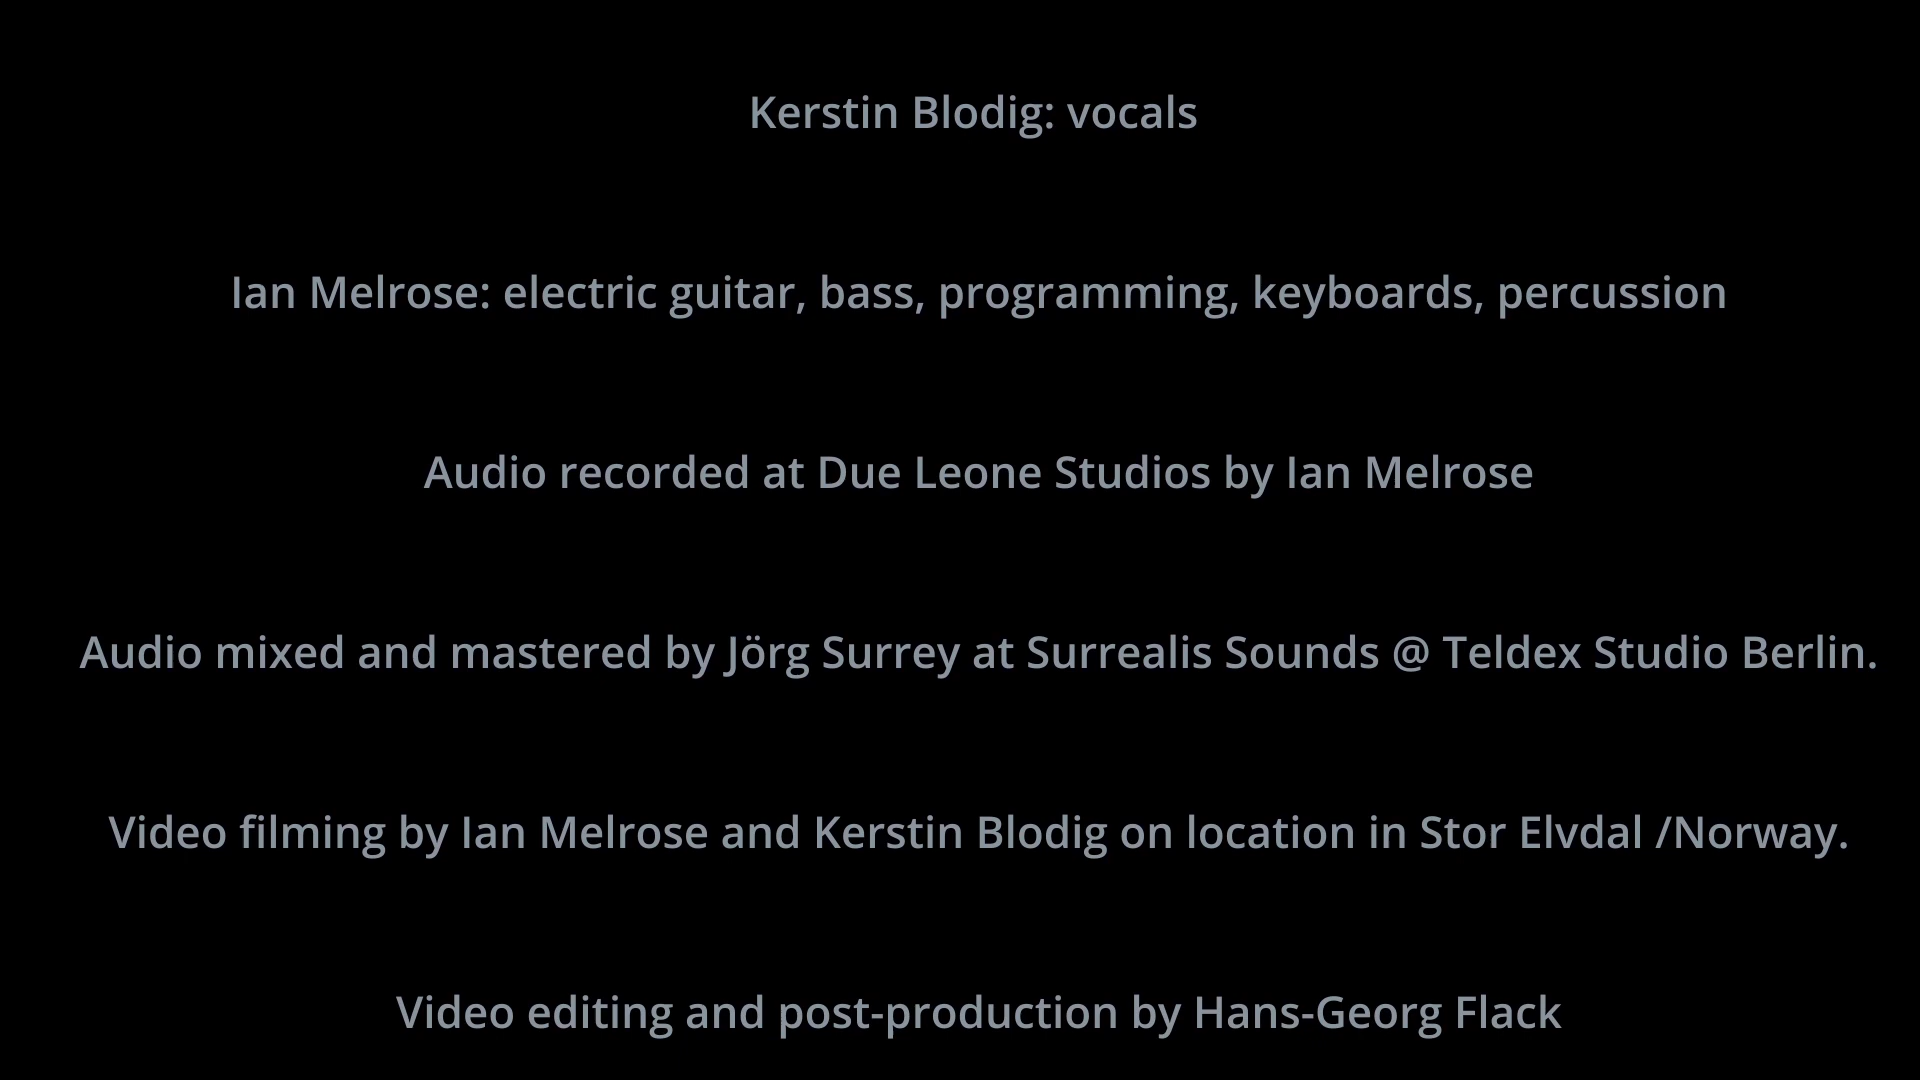 Kerstin Blodig: vocals
Ian Melrose: electric guitar, bass, programming, keyboards, percussion
Audio recorded at Due Leone Studios by Ian Melrose
Audio mixed and mastered by Jörg Surrey at Surrealis Sounds @ Teldex Studio Berlin.
Video filming by Ian Melrose and Kerstin Blodig on location in Stor Elvdal /Norway.
Video editing and post-production by Hans-Georg Flack